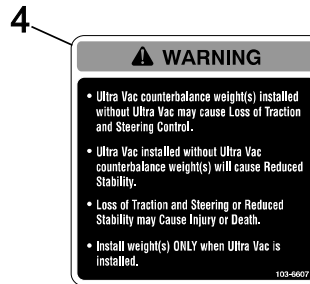 4
WARNING
• Ultra Vac counterbalance weight(s) installed
without Ultra Vac may cause Loss of Traction
and Steering Control.
• Ultra Vac installed without Ultra Vac
counterbalance weight(s) will cause Reduced
Stability.
• Loss of Traction and Steering or Reduced
Stability may Cause Injury or Death.
• Install weight(s) ONLY when Ultra Vac is
installed.
103-6607